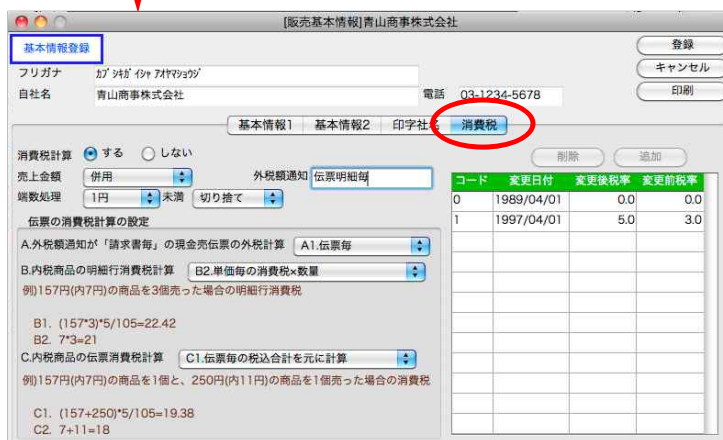 [販売基本情報]青山商事株式会社
基本情報登録
登録
フリガナ カブシキガイシャ アオヤマショウジ
キャンセル
自社名 青山商事株式会社 電話 03-1234-5678
印刷
基本情報1 基本情報2 印字社名 消費税
消費税計算 する しない
削除 追加
売上金額 併用 外税額通知 伝票明細毎
端数処理 1円 未満 切り捨て
コード 変更日付 変更後税率 変更前税率
0 1989/04/01 0.0 0.0
1 1997/04/01 5.0 3.0
伝票の消費税計算の設定
A.外税額通知が「請求書毎」の現金売伝票の外税計算 A1.伝票毎
B.内税商品の明細行消費税計算 B2.単価毎の消費税×数量
例)157円(内7円)の商品を3個売った場合の明細行消費税
B1. (157*3)*5/105=22.42
B2. 7*3=21
C.内税商品の伝票消費税計算 C1.伝票毎の税込合計を元に計算
例)157円(内7円)の商品を1個と、250円(内11円)の商品を1個売った場合の消費税
C1. (157+250)*5/105=19.38
C2. 7+11=18